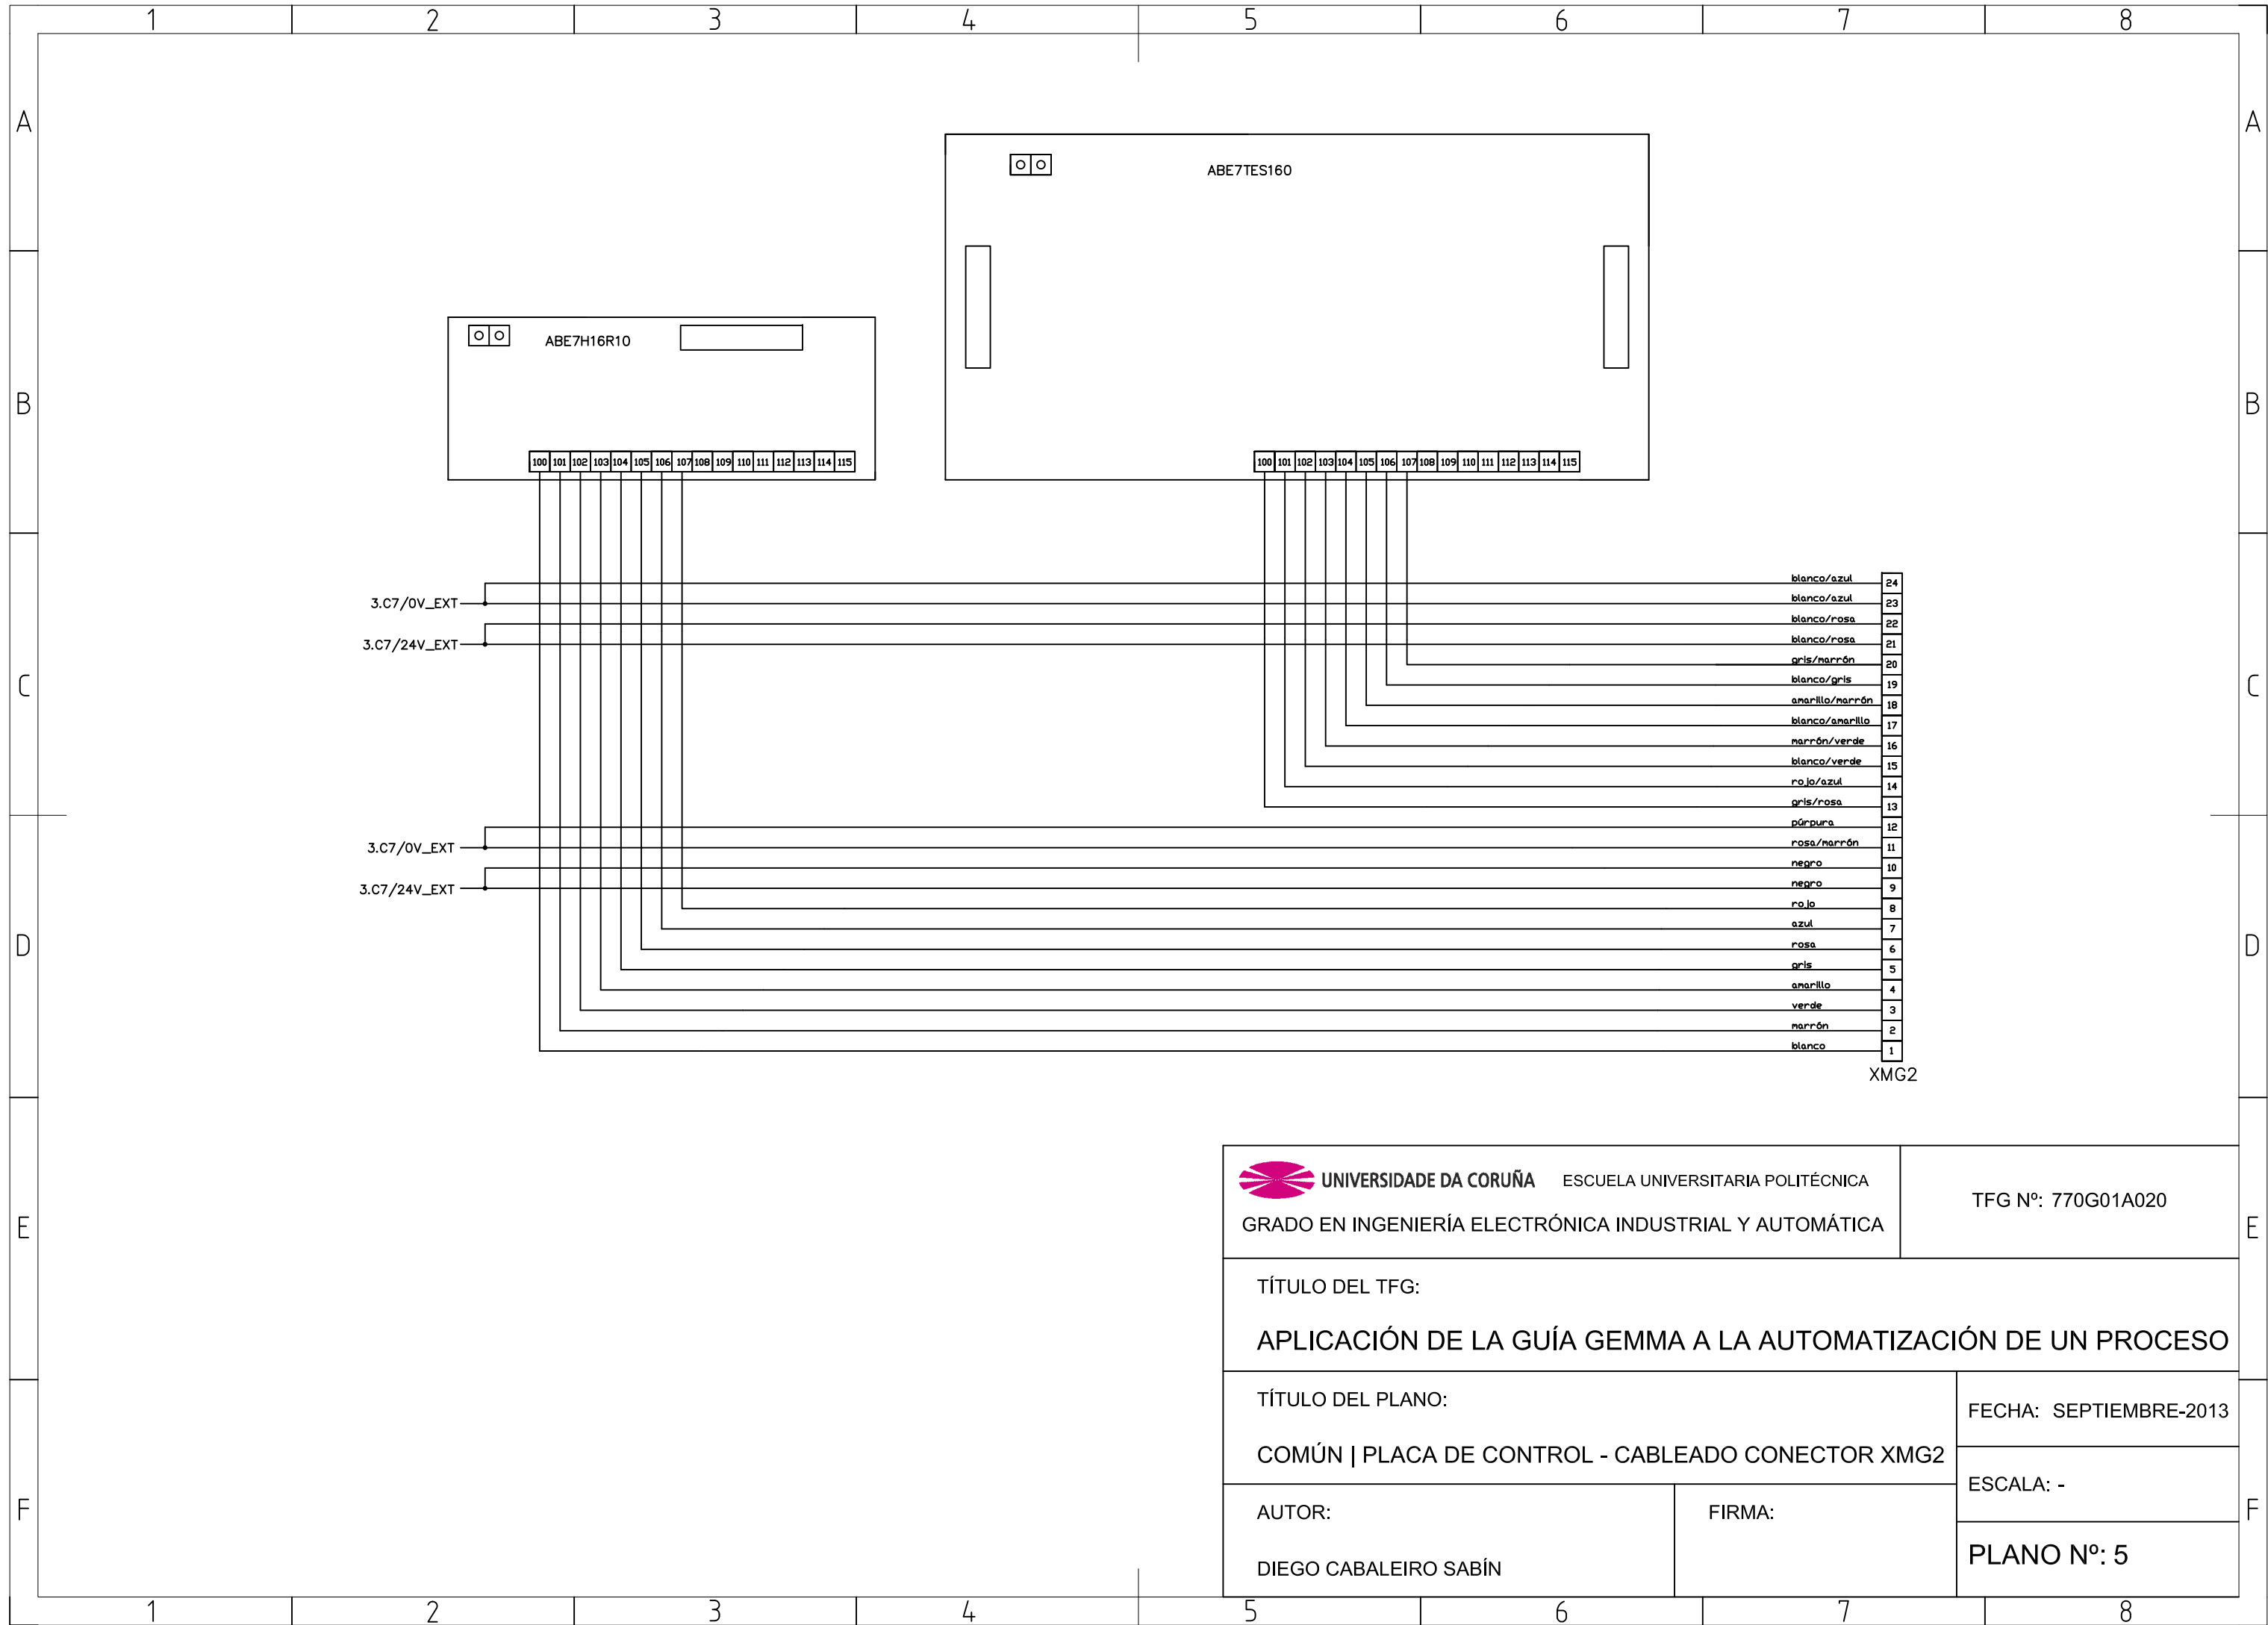 1 2 3 4 5 6 7 8
A A
ABE7TES160
ABE7H16R10
B B
100 101 102 103 104 105 106 107 108 109 110 111 112 113 114 115
100 101 102 103 104 105 106 107 108 109 110 111 112 113 114 115
blanco/azul 24
3.C7/0V_EXT blanco/azul 23
blanco/rosa 22
3.C7/24V_EXT blanco/rosa 21
gris/marrón 20
C blanco/gris 19 C
amarillo/marrón 18
blanco/amarillo 17
marrón/verde 16
blanco/verde 15
rojo/azul 14
gris/rosa 13
púrpura 12
3.C7/0V_EXT rosa/marrón 11
negro 10
3.C7/24V_EXT negro 9
rojo 8
azul 7
D rosa 6 D
gris 5
amarillo 4
verde 3
marrón 2
blanco 1
XMG2
UNIVERSIDADE DA CORUÑA ESCUELA UNIVERSITARIA POLITÉCNICA
GRADO EN INGENIERÍA ELECTRÓNICA INDUSTRIAL Y AUTOMÁTICA
TFG Nº: 770G01A020
E E
TÍTULO DEL TFG:
APLICACIÓN DE LA GUÍA GEMMA A LA AUTOMATIZACIÓN DE UN PROCESO
TÍTULO DEL PLANO:
COMÚN | PLACA DE CONTROL - CABLEADO CONECTOR XMG2
FECHA: SEPTIEMBRE-2013
ESCALA: -
F F
AUTOR:
DIEGO CABALEIRO SABÍN
FIRMA:
PLANO Nº: 5
1 2 3 4 5 6 7 8